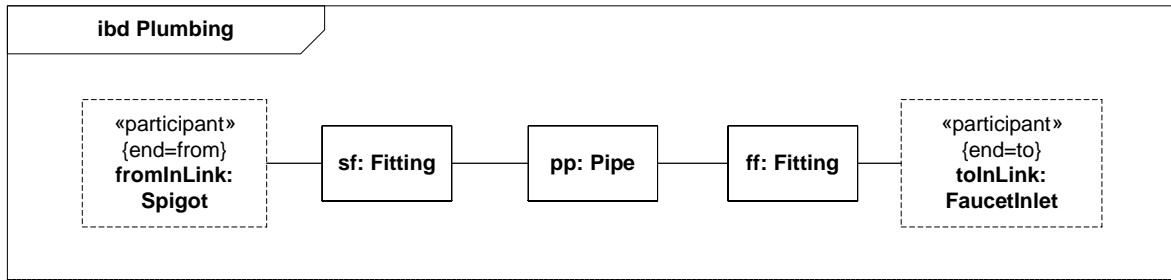 ibd Plumbing
«participant»
{end=from}
fromInLink:
Spigot
sf: Fitting
pp: Pipe
ff: Fitting
«participant»
{end=to}
toInLink:
FaucetInlet